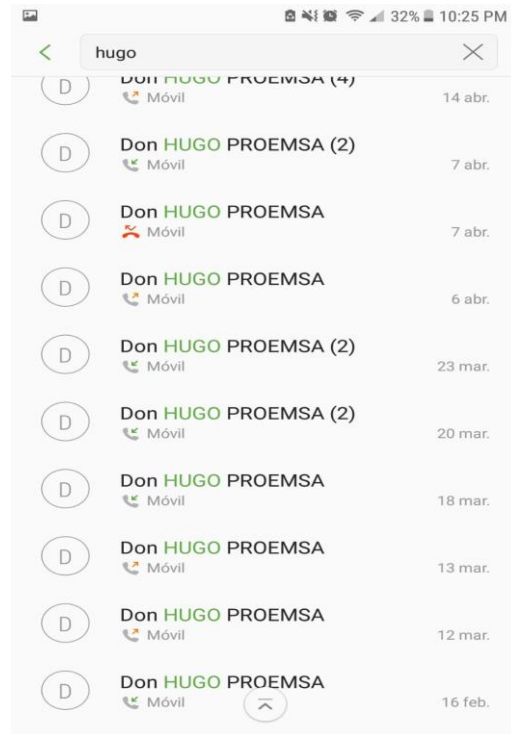 32% 10:25 PM
hugo
Don HUGO PROEMSA (4)
Móvil 14 abr.
D
Don HUGO PROEMSA (2)
Móvil 7 abr.
D
Don HUGO PROEMSA
Móvil 7 abr.
D
Don HUGO PROEMSA
Móvil 6 abr.
D
Don HUGO PROEMSA (2)
Móvil 23 mar.
D
Don HUGO PROEMSA (2)
Móvil 20 mar.
D
Don HUGO PROEMSA
Móvil 18 mar.
D
Don HUGO PROEMSA
Móvil 13 mar.
D
Don HUGO PROEMSA
Móvil 12 mar.
D
Don HUGO PROEMSA
Móvil 16 feb.
D